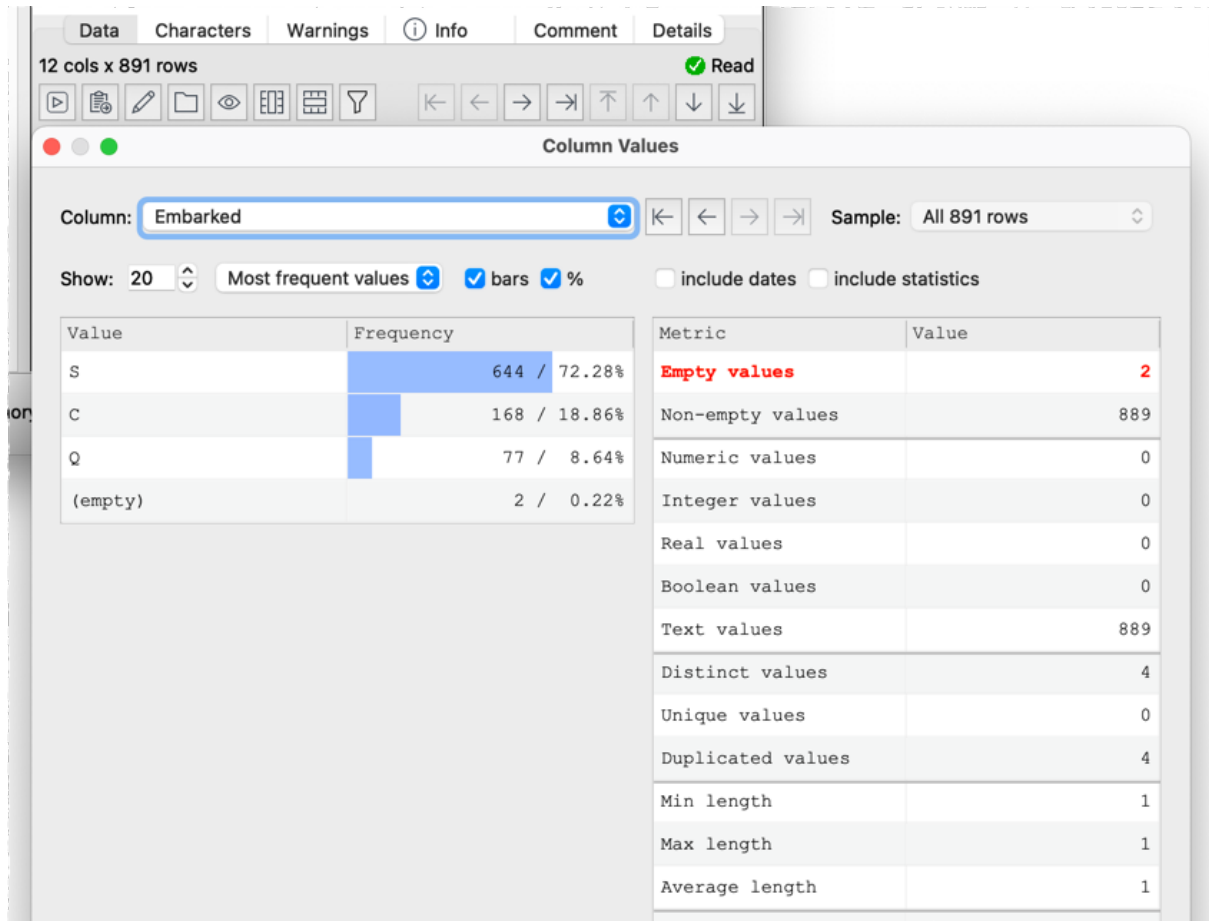 Data Characters Warnings Info Comment Details
12 cols x 891 rows Read
Column Values
Column: Embarked Sample: All 891 rows
Show: 20 Most frequent values bars % include dates include statistics
Value Frequency
S 644 / 72.28%
C 168 / 18.86%
Q 77 / 8.64%
(empty) 2 / 0.22%
Metric Value
Empty values 2
Non-empty values 889
Numeric values 0
Integer values 0
Real values 0
Boolean values 0
Text values 889
Distinct values 4
Unique values 0
Duplicated values 4
Min length 1
Max length 1
Average length 1